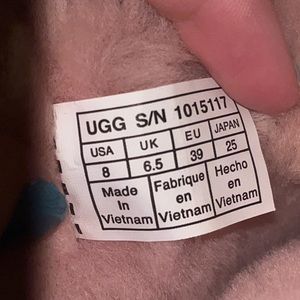 UGG S/N 1015117
USA UK EU JAPAN
8 6.5 39 25
Made Fabrique Hecho
In en en
Vietnam Vietnam Vietnam